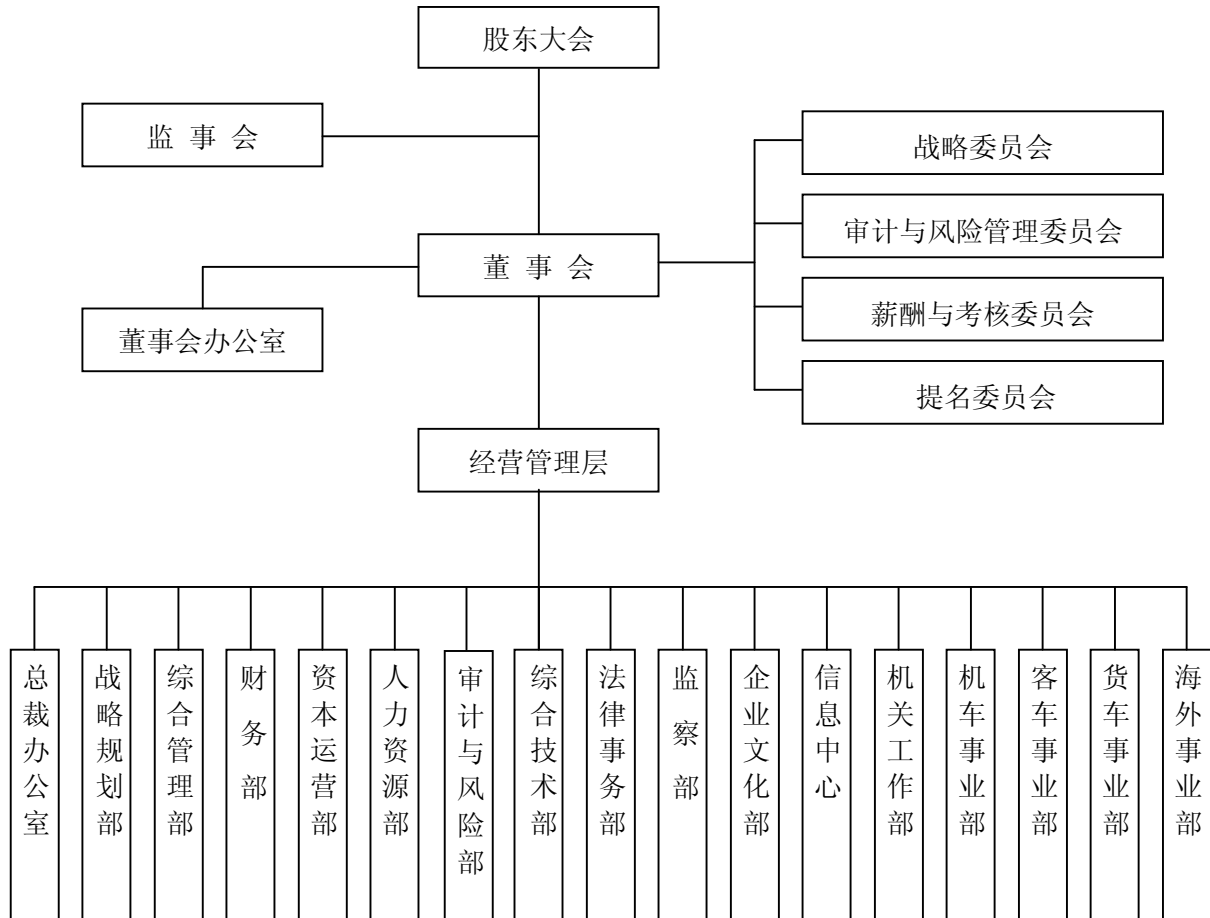 股东大会
监 事 会
战略委员会
审计与风险管理委员会
董 事 会
薪酬与考核委员会
董事会办公室
提名委员会
经营管理层
总裁办公室
战略规划部
综合管理部
财务部
资本运营部
人力资源部
审计与风险部
综合技术部
法律事务部
监察部
企业文化部
信息中心
机关工作部
机车事业部
客车事业部
货车事业部
海外事业部